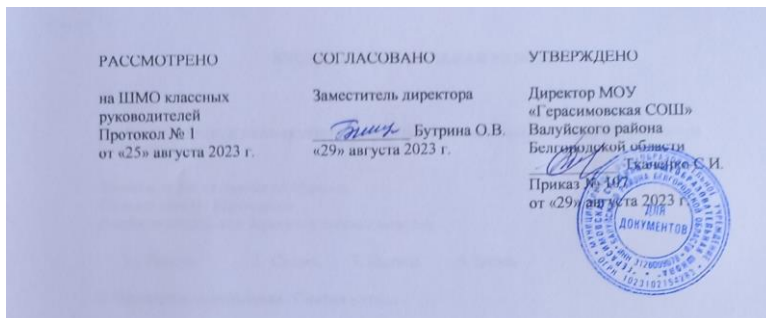 РАССМОТРЕНО
на ШМО классных
руководителей
Протокол № 1
от «25» августа 2023 г.
СОГЛАСОВАНО
Заместитель директора
Бутрина О.В.
«29» августа 2023 г.
УТВЕРЖДЕНО
Директор МОУ
«Герасимовская СОШ»
Валуйского района
Белгородской области
Ткаченко С.И.
Приказ № 107
от «29» августа 2023 г.
ДЛЯ
ДОКУМЕНТОВ